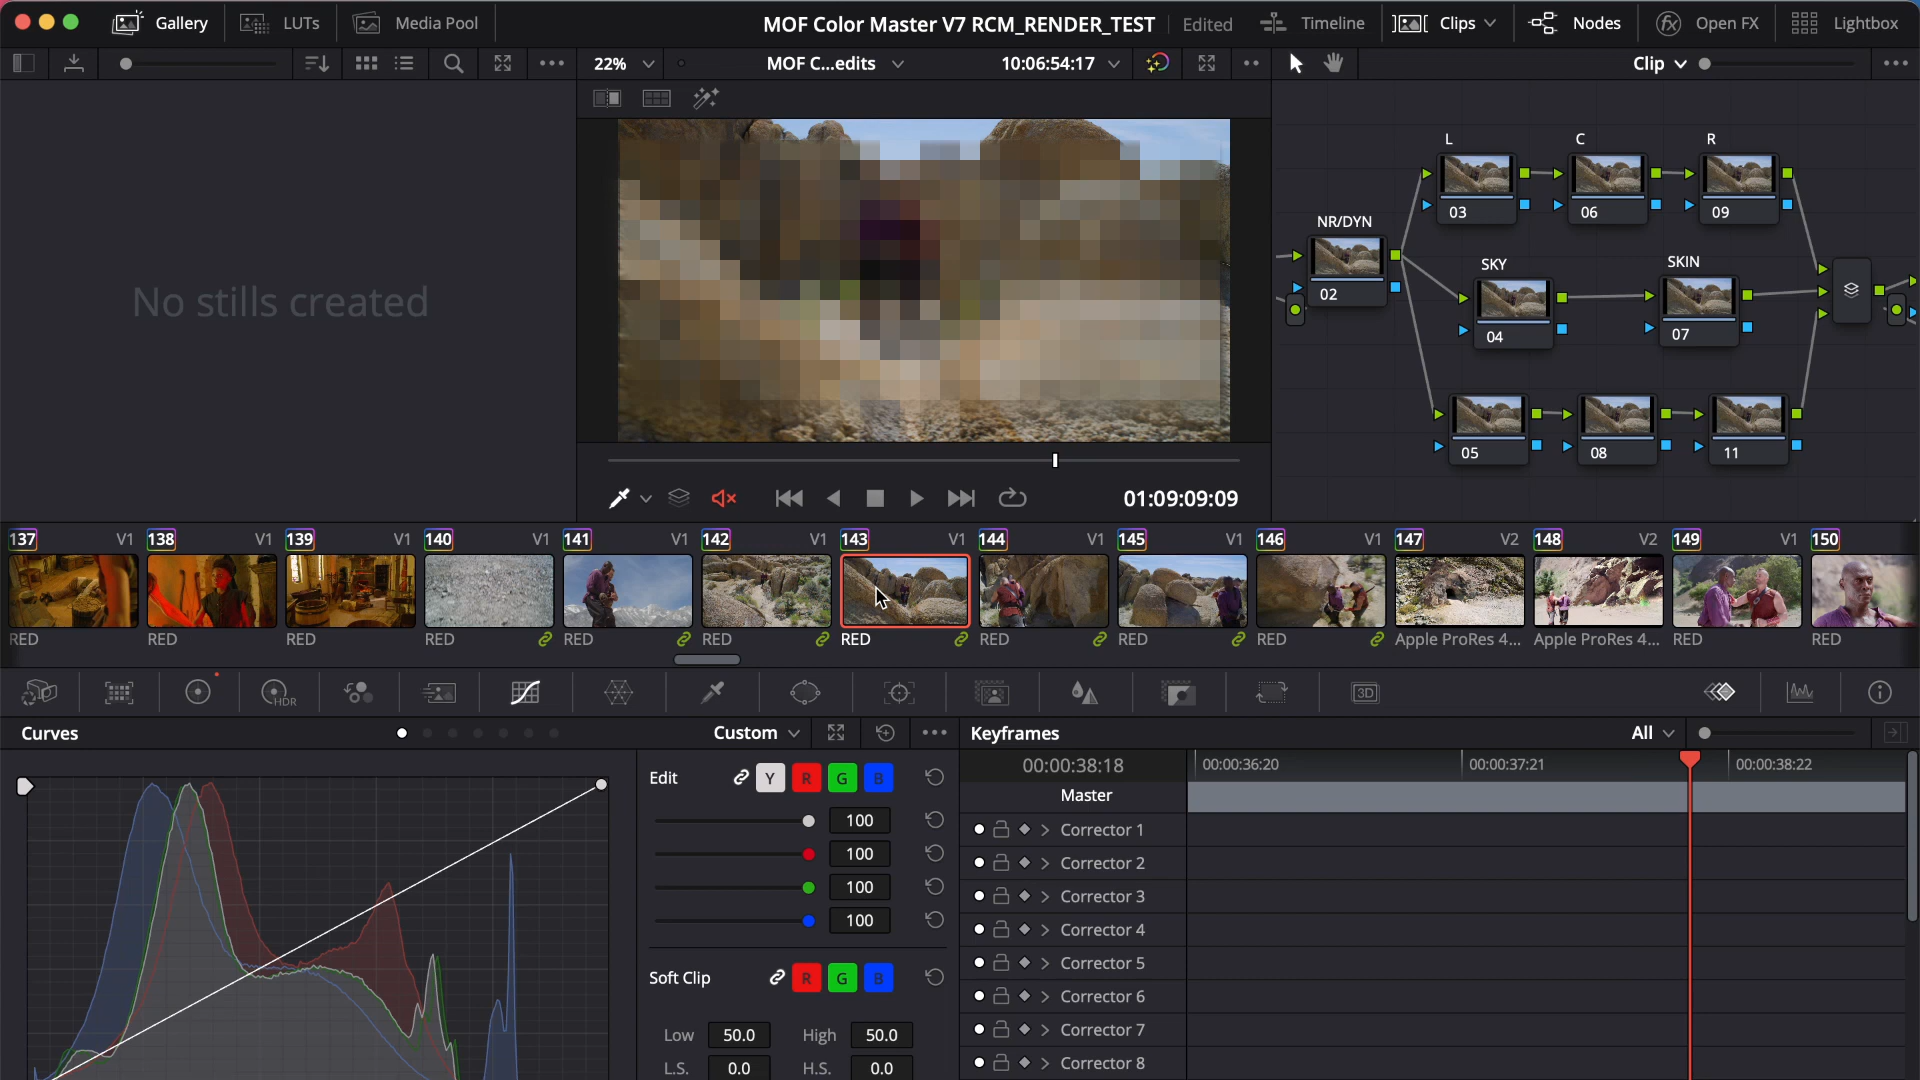 Gallery LUTs Media Pool MOF Color Master V7 RCM_RENDER_TEST Edited Timeline Clips Nodes Open FX Lightbox
22% MOF C...edits 10:06:54:17 Clip
No stills created
L C R
03 06 09
NR/DYN
02
SKY SKIN
04 07
05 08 11
01:09:09:09
137 V1 138 V1 139 V1 140 V1 141 V1 142 V1 143 V1 144 V1 145 V1 146 V1 147 V2 148 V2 149 V1 150
RED RED RED RED RED RED RED RED RED RED Apple ProRes 4... Apple ProRes 4... RED RED
HDR 3D
Curves Custom Keyframes All
Edit Y R G B
100
100
100
100
Soft Clip R G B
Low 50.0 High 50.0
L.S. 0.0 H.S. 0.0
00:00:38:18 00:00:36:20 00:00:37:21 00:00:38:22
Master
Corrector 1
Corrector 2
Corrector 3
Corrector 4
Corrector 5
Corrector 6
Corrector 7
Corrector 8